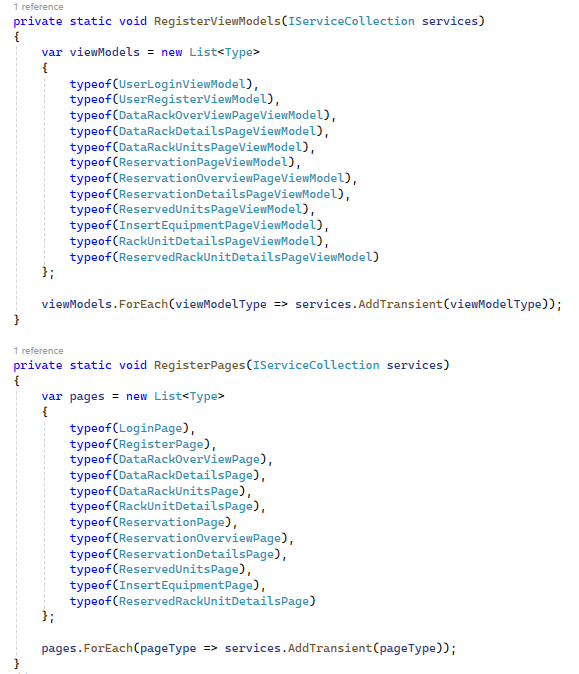 1 reference
private static void RegisterViewModels(IServiceCollection services)
{
    var viewModels = new List<Type>
    {
        typeof(UserLoginViewModel),
        typeof(UserRegisterViewModel),
        typeof(DataRackOverViewPageViewModel),
        typeof(DataRackDetailsPageViewModel),
        typeof(DataRackUnitsPageViewModel),
        typeof(ReservationPageViewModel),
        typeof(ReservationOverviewPageViewModel),
        typeof(ReservationDetailsPageViewModel),
        typeof(ReservedUnitsPageViewModel),
        typeof(InsertEquipmentPageViewModel),
        typeof(RackUnitDetailsPageViewModel),
        typeof(ReservedRackUnitDetailsPageViewModel)
    };

    viewModels.ForEach(viewModelType => services.AddTransient(viewModelType));
}

1 reference
private static void RegisterPages(IServiceCollection services)
{
    var pages = new List<Type>
    {
        typeof(LoginPage),
        typeof(RegisterPage),
        typeof(DataRackOverViewPage),
        typeof(DataRackDetailsPage),
        typeof(DataRackUnitsPage),
        typeof(RackUnitDetailsPage),
        typeof(ReservationPage),
        typeof(ReservationOverviewPage),
        typeof(ReservationDetailsPage),
        typeof(ReservedUnitsPage),
        typeof(InsertEquipmentPage),
        typeof(ReservedRackUnitDetailsPage)
    };

    pages.ForEach(pageType => services.AddTransient(pageType));
}